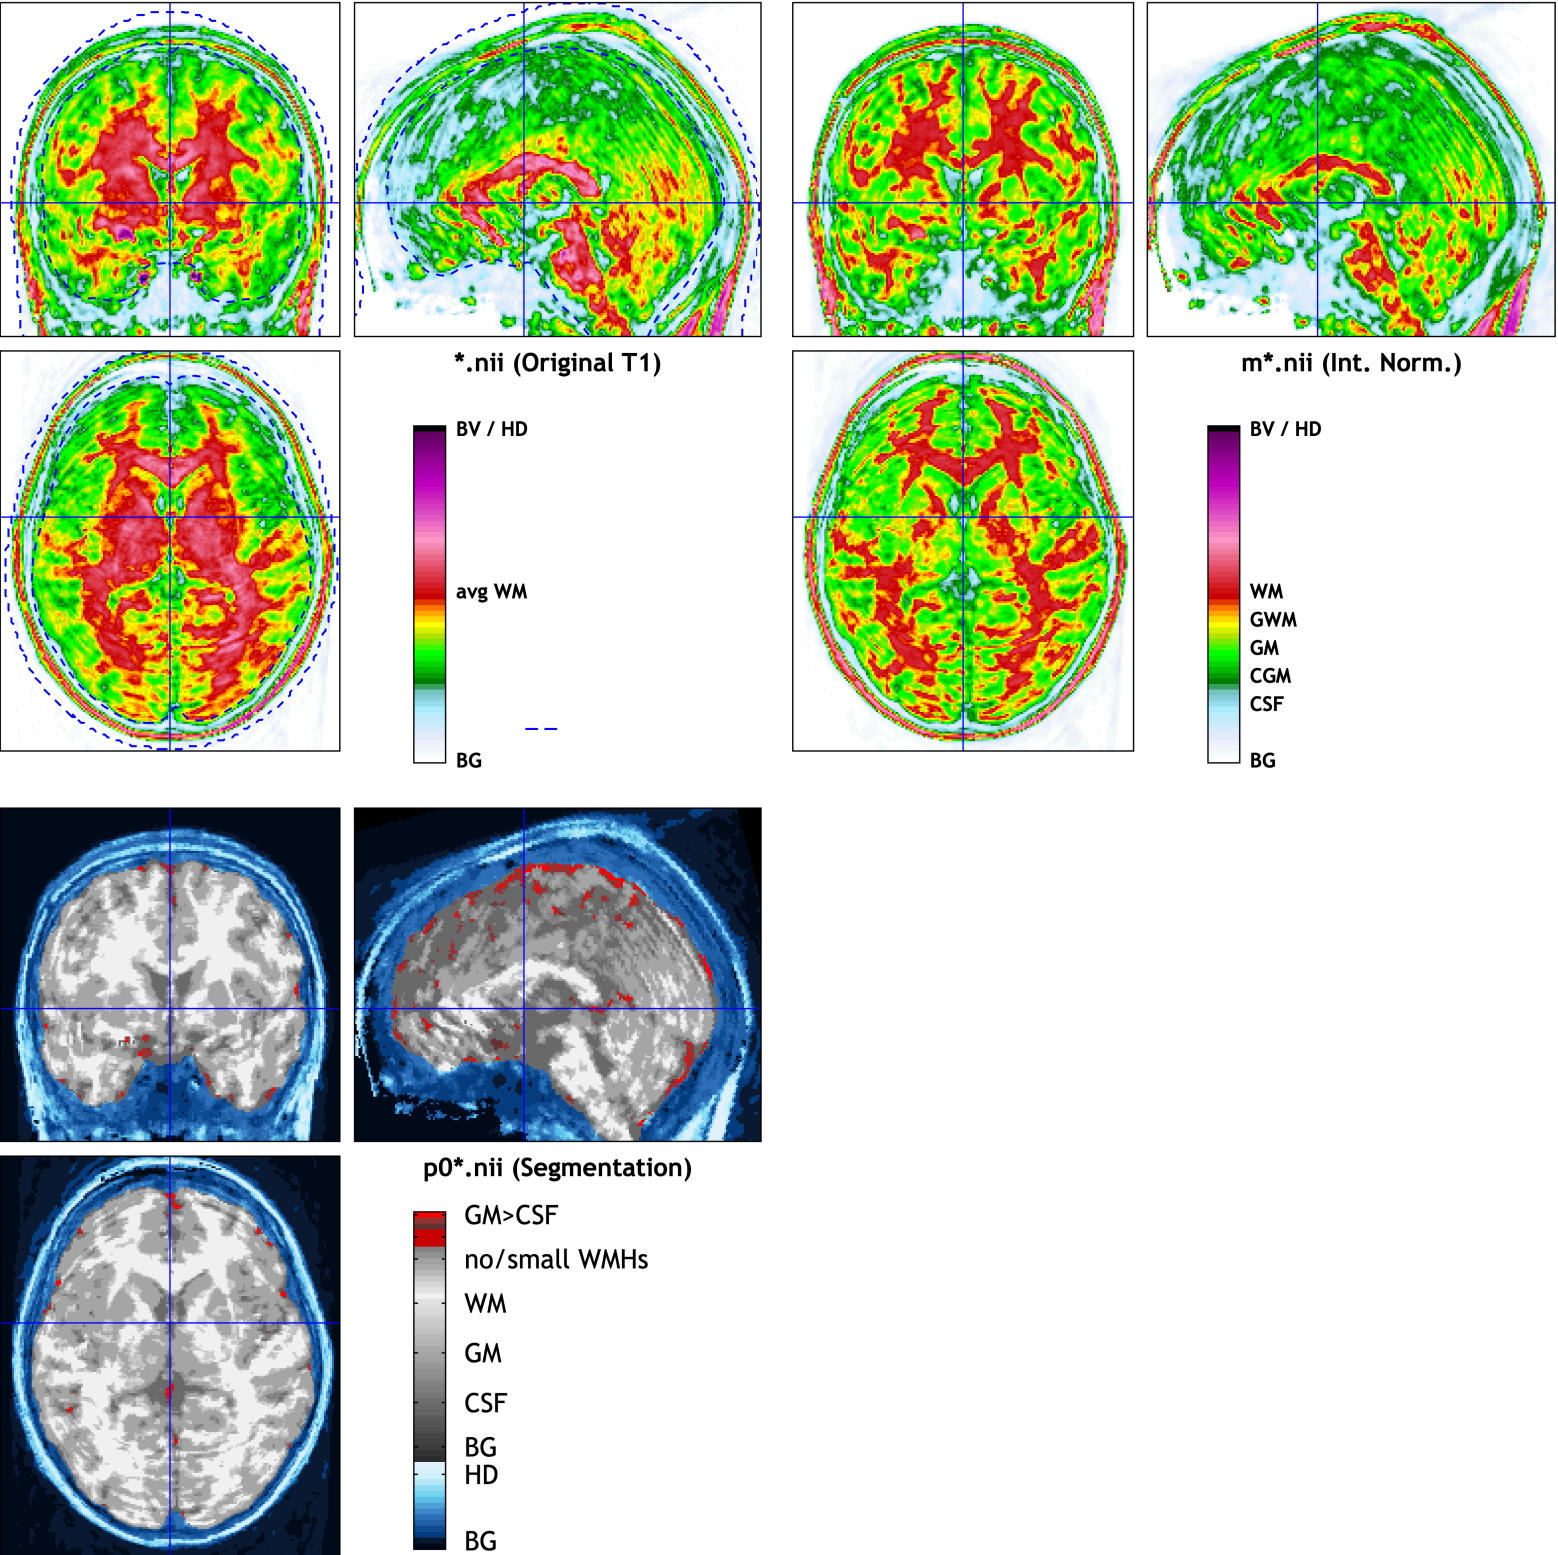 *.nii (Original T1)
BV / HD
avg WM
BG
m*.nii (Int. Norm.)
BV / HD
WM
GWM
GM
CGM
CSF
BG
p0*.nii (Segmentation)
GM>CSF
no/small WMHs
WM
GM
CSF
BG
HD
BG